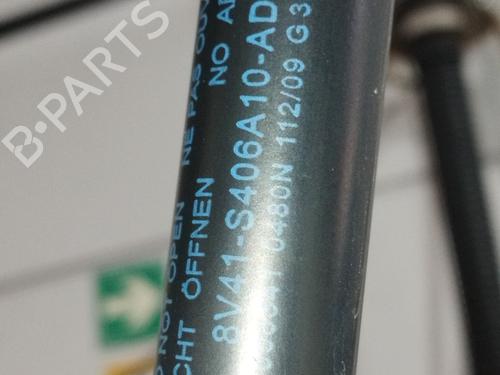 B-PARTS
NOT OPEN NE PAS OUV
CHT ÖFFNEN NO AB
8V41-S406A10-AD
0480N 112/09 G3